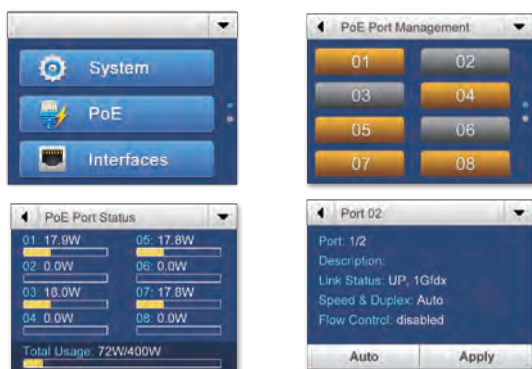 System
PoE
Interfaces
PoE Port Management
01 02
03 04
05 06
07 08
PoE Port Status
01: 17.9W 05: 17.8W
02: 0.0W 06: 0.0W
03: 18.0W 07: 17.8W
04: 0.0W 08: 0.0W
Total Usage: 72W/400W
Port 02
Port: 1/2
Description:
Link Status: UP, 1Gfdx
Speed & Duplex: Auto
Flow Control: disabled
Auto Apply